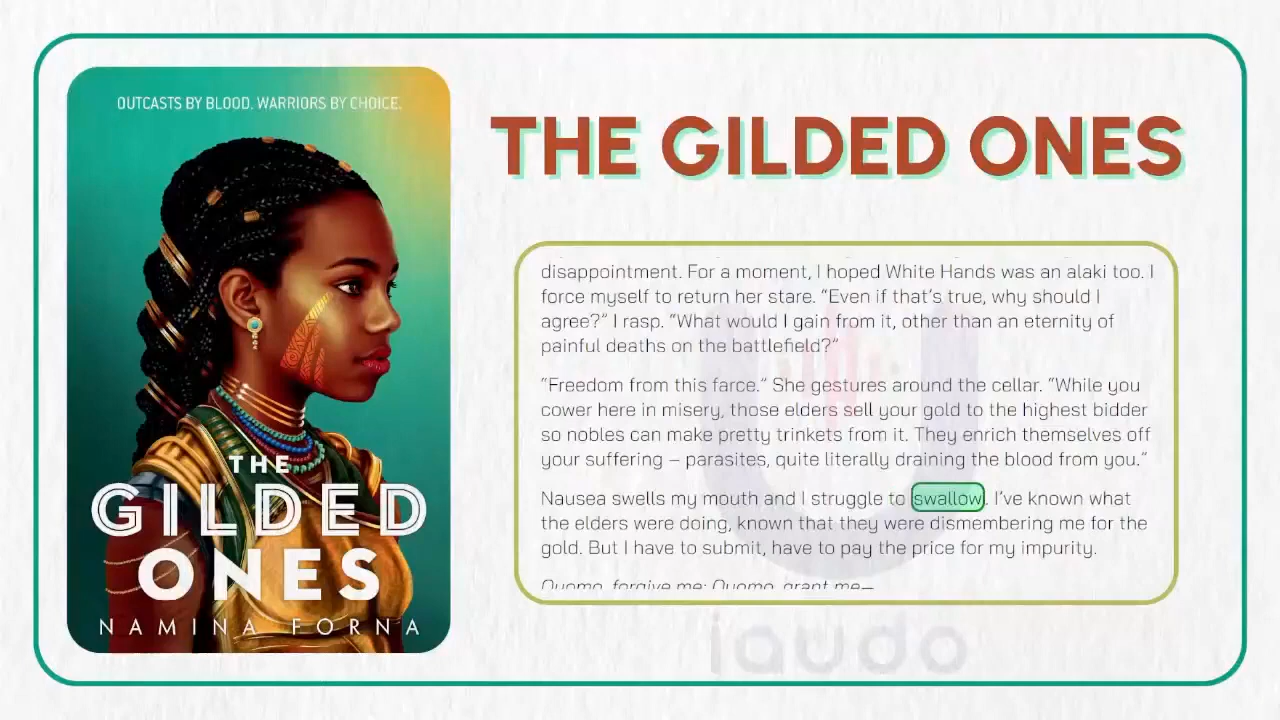 OUTCASTS BY BLOOD. WARRIORS BY CHOICE.
THE
GILDED
ONES
NAMINA FORNA
THE GILDED ONES
disappointment. For a moment, I hoped White Hands was an alaki too. I
force myself to return her stare. “Even if that’s true, why should I
agree?” I rasp. “What would I gain from it, other than an eternity of
painful deaths on the battlefield?”
“Freedom from this farce.” She gestures around the cellar. “While you
cower here in misery, those elders sell your gold to the highest bidder
so nobles can make pretty trinkets from it. They enrich themselves off
your suffering – parasites, quite literally draining the blood from you.”
Nausea swells my mouth and I struggle to swallow. I’ve known what
the elders were doing, known that they were dismembering me for the
gold. But I have to submit, have to pay the price for my impurity.
Oyomo, forgive me; Oyomo, grant me—
iaudo